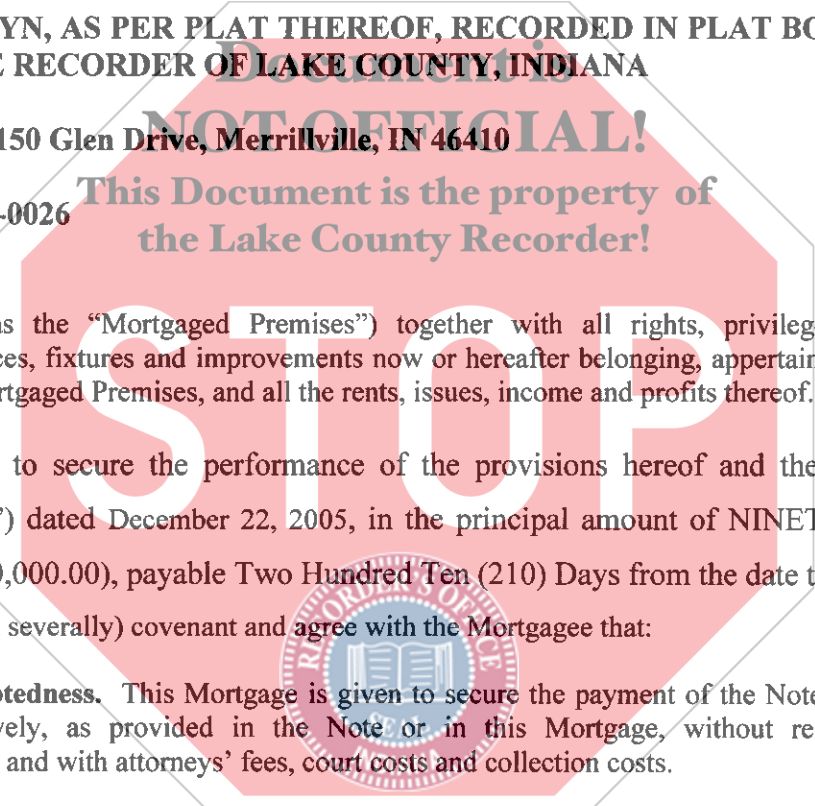 YN, AS PER PLAT THEREOF, RECORDED IN PLAT BO
E RECORDER OF LAKE COUNTY, INDIANA
Document is
NOT OFFICIAL!
150 Glen Drive, Merrillville, IN 46410
This Document is the property of
-0026
the Lake County Recorder!
as the “Mortgaged Premises”) together with all rights, privileg
ces, fixtures and improvements now or hereafter belonging, appertain
rtgaged Premises, and all the rents, issues, income and profits thereof.
STOP
to secure the performance of the provisions hereof and the
”) dated December 22, 2005, in the principal amount of NINET
0,000.00), payable Two Hundred Ten (210) Days from the date t
severally) covenant and agree with the Mortgagee that:
RECORDER'S OFFICE
SEAL
INDIANA
btedness. This Mortgage is given to secure the payment of the Note
vely, as provided in the Note or in this Mortgage, without re
and with attorneys’ fees, court costs and collection costs.